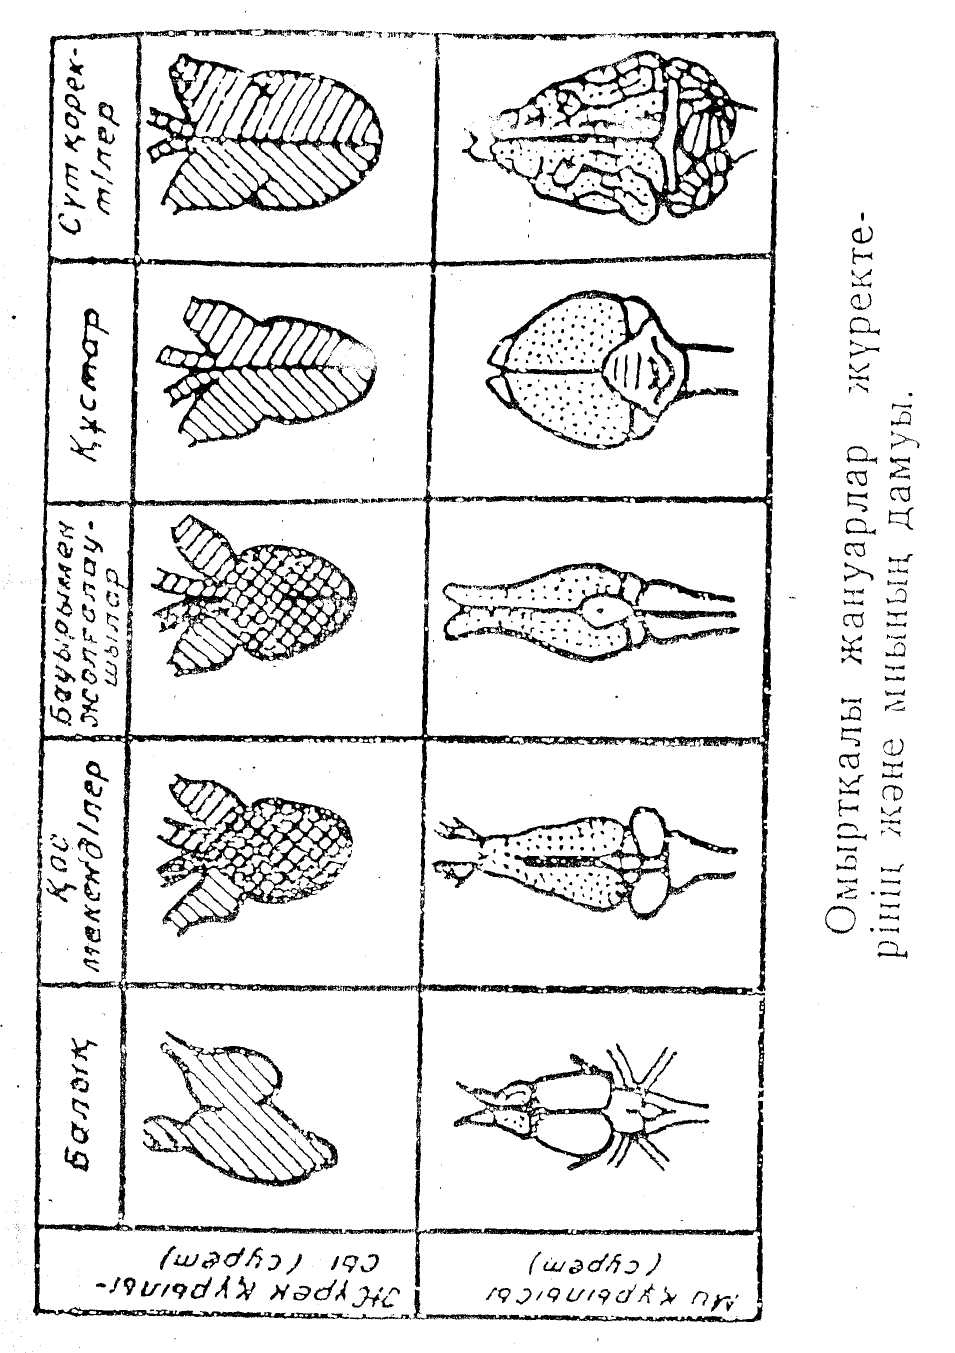 Балық
Қос
мекенділер
Бауырымен
жолғалау-
шылар
Құстар
Сүт қорек-
тілер
Жүрек құрылы-
сы (сурет)
Ми құрылысы
(сурет)
Омыртқалы жануарлар жүректе-
рінің және миының дамуы.